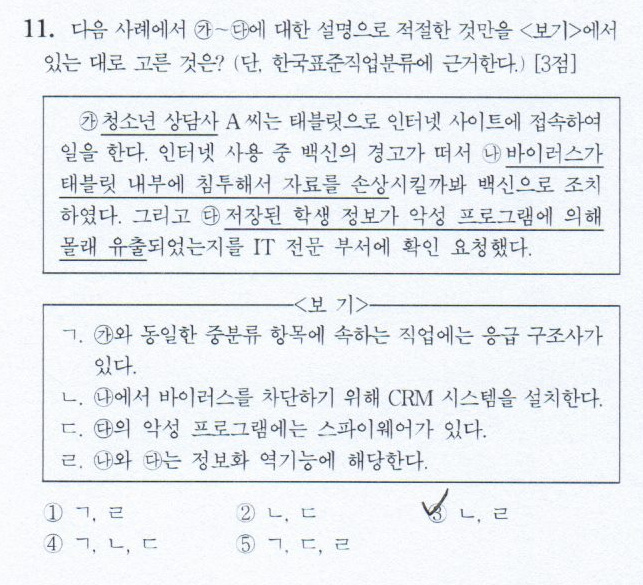 11. 다음 사례에서 ㉮~㉰에 대한 설명으로 적절한 것만을 <보기>에서
있는 대로 고른 것은? (단, 한국표준직업분류에 근거한다.) [3점]
㉮청소년 상담사 A 씨는 태블릿으로 인터넷 사이트에 접속하여
일을 한다. 인터넷 사용 중 백신의 경고가 떠서 ㉯바이러스가
태블릿 내부에 침투해서 자료를 손상시킬까봐 백신으로 조치
하였다. 그리고 ㉰저장된 학생 정보가 악성 프로그램에 의해
몰래 유출되었는지를 IT 전문 부서에 확인 요청했다.
<보 기>
ㄱ. ㉮와 동일한 중분류 항목에 속하는 직업에는 응급 구조사가
있다.
ㄴ. ㉯에서 바이러스를 차단하기 위해 CRM 시스템을 설치한다.
ㄷ. ㉰의 악성 프로그램에는 스파이웨어가 있다.
ㄹ. ㉯와 ㉰는 정보화 역기능에 해당한다.
① ㄱ, ㄹ ② ㄴ, ㄷ ③ ㄴ, ㄹ
④ ㄱ, ㄴ, ㄷ ⑤ ㄱ, ㄷ, ㄹ